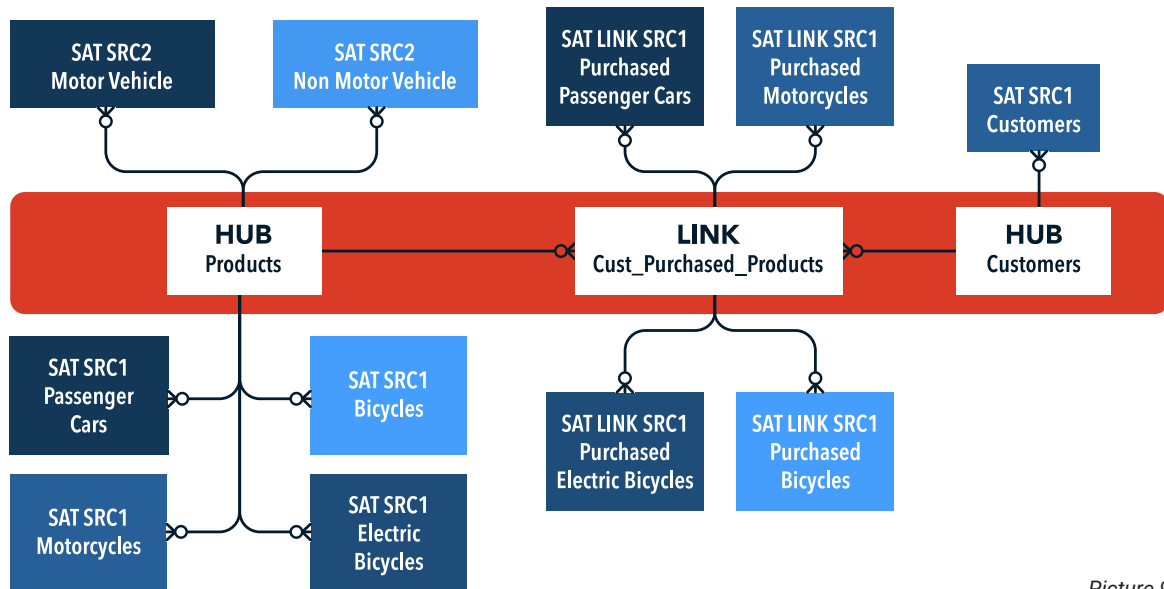 SAT SRC2
Motor Vehicle
SAT SRC2
Non Motor Vehicle
SAT LINK SRC1
Purchased
Passenger Cars
SAT LINK SRC1
Purchased
Motorcycles
SAT SRC1
Customers
HUB
Products
LINK
Cust_Purchased_Products
HUB
Customers
SAT SRC1
Passenger
Cars
SAT SRC1
Bicycles
SAT LINK SRC1
Purchased
Electric Bicycles
SAT LINK SRC1
Purchased
Bicycles
SAT SRC1
Motorcycles
SAT SRC1
Electric
Bicycles
Picture